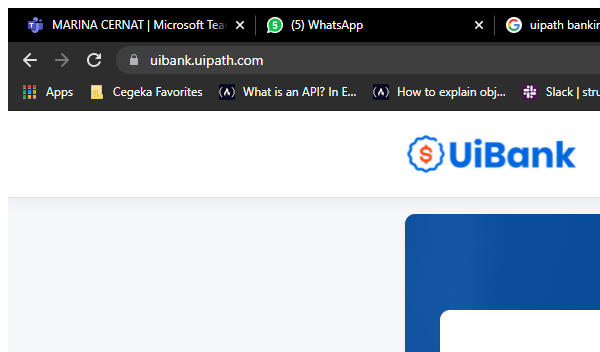 MARINA CERNAT | Microsoft Tea
(5) WhatsApp
uipath bankin
uibank.uipath.com
Apps
Cegeka Favorites
What is an API? In E...
How to explain obj...
Slack | stru
UiBank